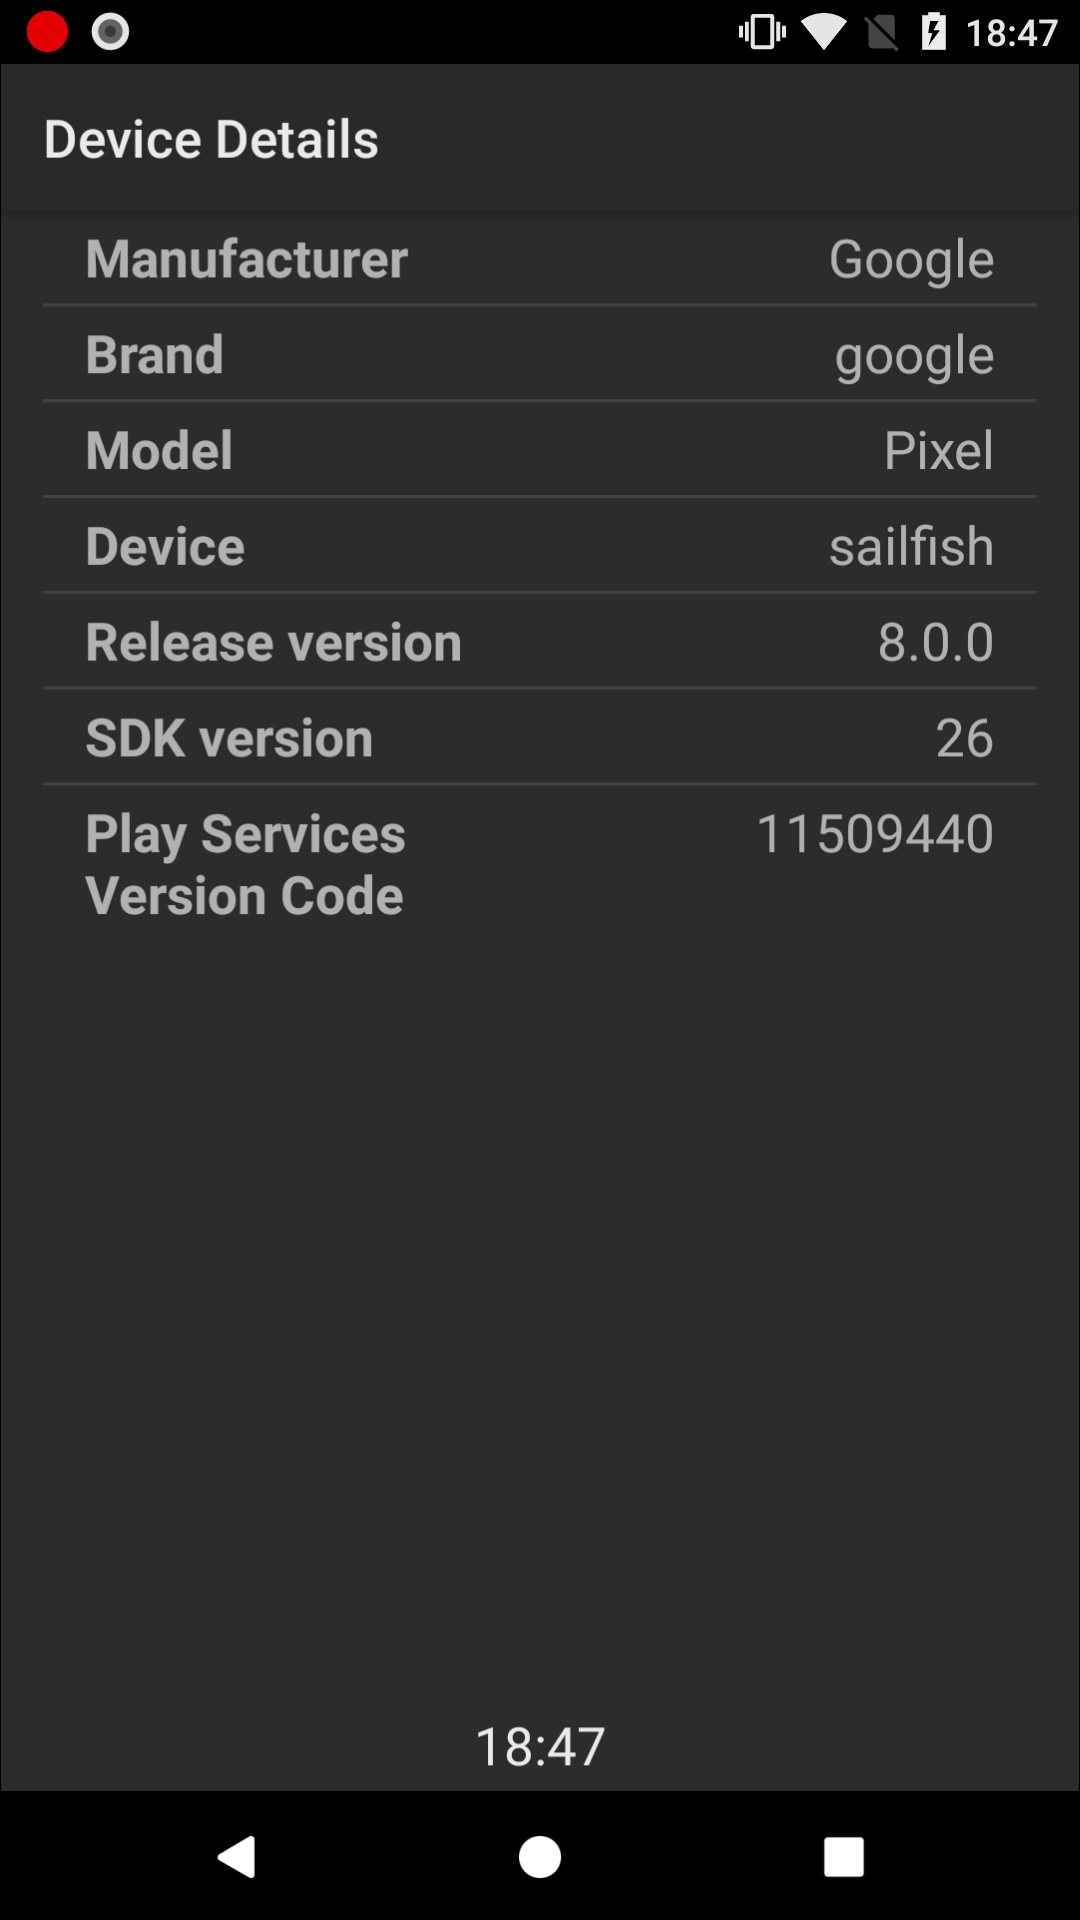 18:47
Device Details
Manufacturer Google
Brand google
Model Pixel
Device sailfish
Release version 8.0.0
SDK version 26
Play Services 11509440
Version Code
18:47